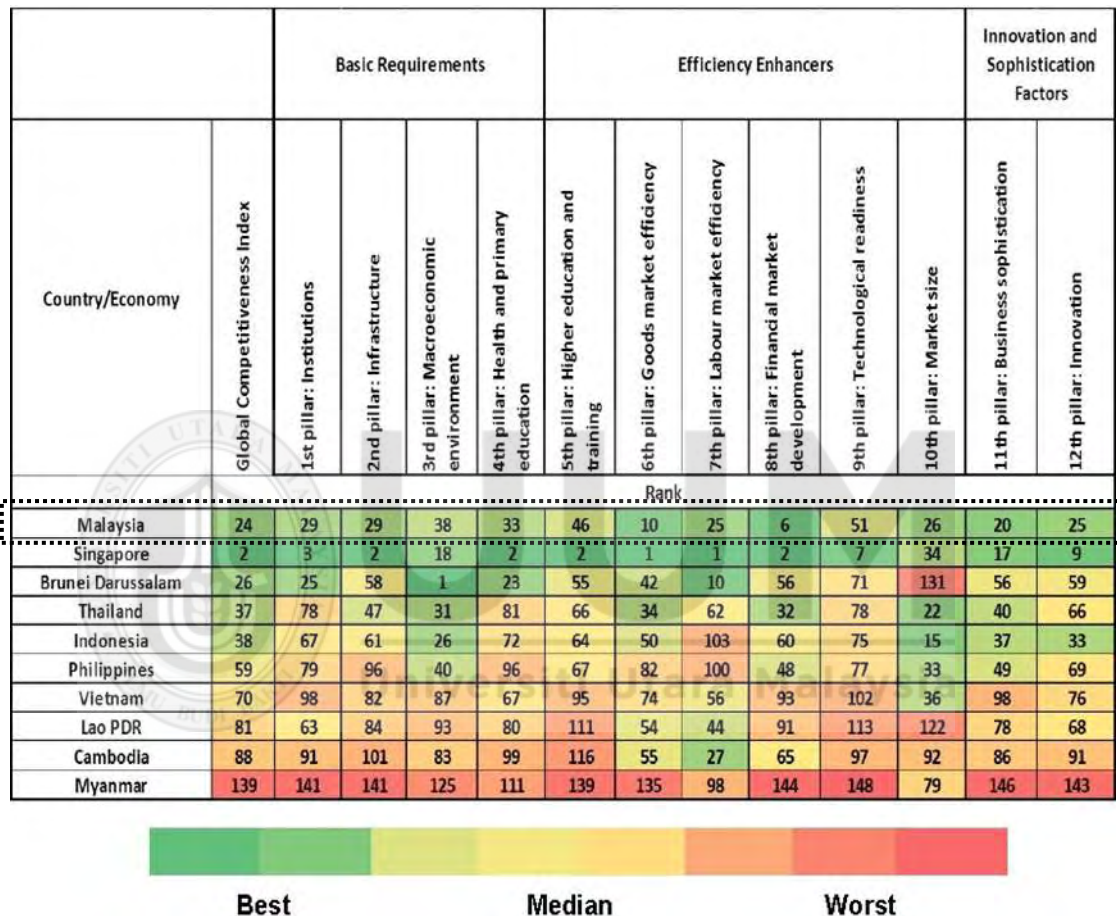 Basic Requirements
Efficiency Enhancers
Innovation and
Sophistication
Factors
Country/Economy
Global Competitiveness Index
1st pillar: Institutions
2nd pillar: Infrastructure
3rd pillar: Macroeconomic
environment
4th pillar: Health and primary
education
5th pillar: Higher education and
training
6th pillar: Goods market efficiency
7th pillar: Labour market efficiency
8th pillar: Financial market
development
9th pillar: Technological readiness
10th pillar: Market size
11th pillar: Business sophistication
12th pillar: Innovation
Rank
Malaysia 24 29 29 38 33 46 10 25 6 51 26 20 25
Singapore 2 3 2 18 2 2 1 1 2 7 34 17 9
Brunei Darussalam 26 25 58 1 23 55 42 10 56 71 131 56 59
Thailand 37 78 47 31 81 66 34 62 32 78 22 40 66
Indonesia 38 67 61 26 72 64 50 103 60 75 15 37 33
Philippines 59 79 96 40 96 67 82 100 48 77 33 49 69
Vietnam 70 98 82 87 67 95 74 56 93 102 36 98 76
Lao PDR 81 63 84 93 80 111 54 44 91 113 122 78 68
Cambodia 88 91 101 83 99 116 55 27 65 97 92 86 91
Myanmar 139 141 141 125 111 139 135 98 144 148 79 146 143
UUM
Universiti Utara Malaysia
Best Median Worst